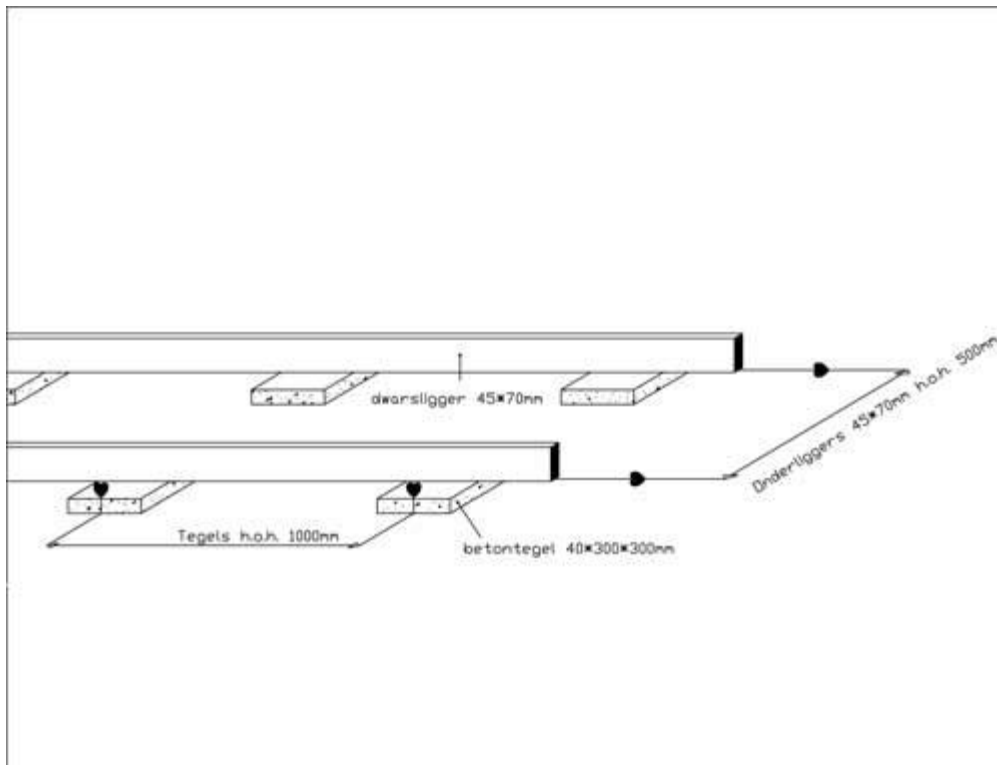 dwarsligger 45*70mm
Onderliggers 45*70mm h.o.h. 500mm
Tegels h.o.h. 1000mm
betontegel 40*300*300mm